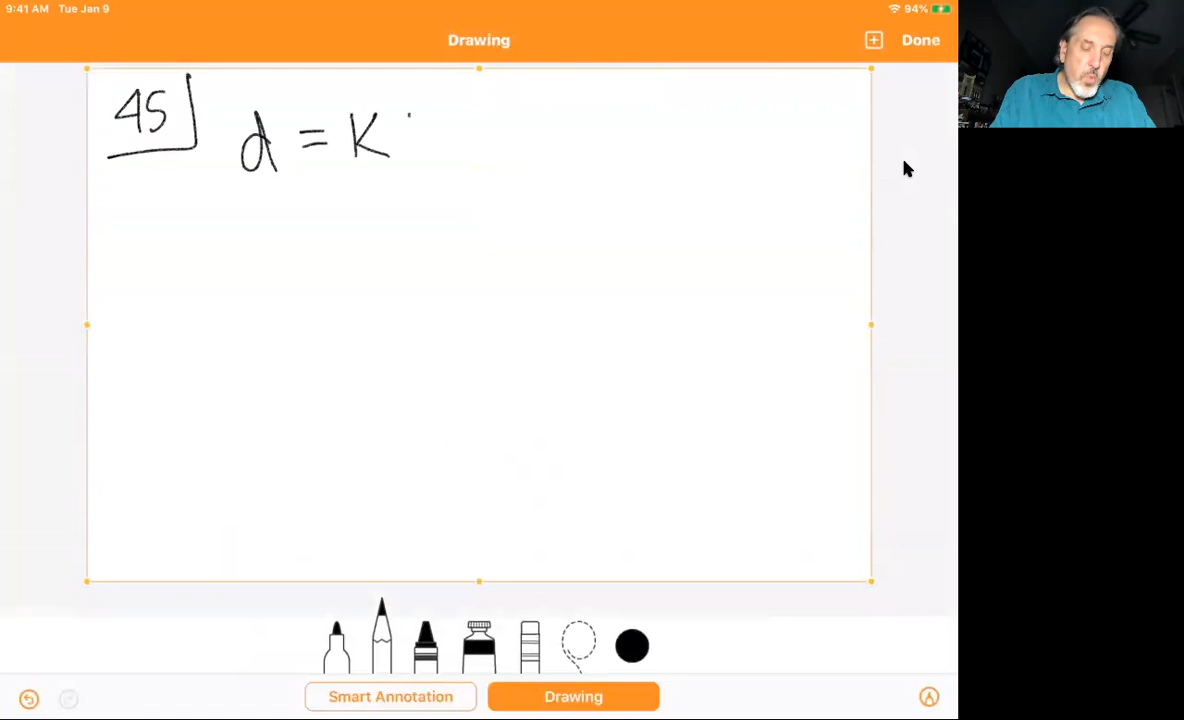 9:41 AM Tue Jan 9 94%
Drawing Done
45 d = K
Smart Annotation Drawing